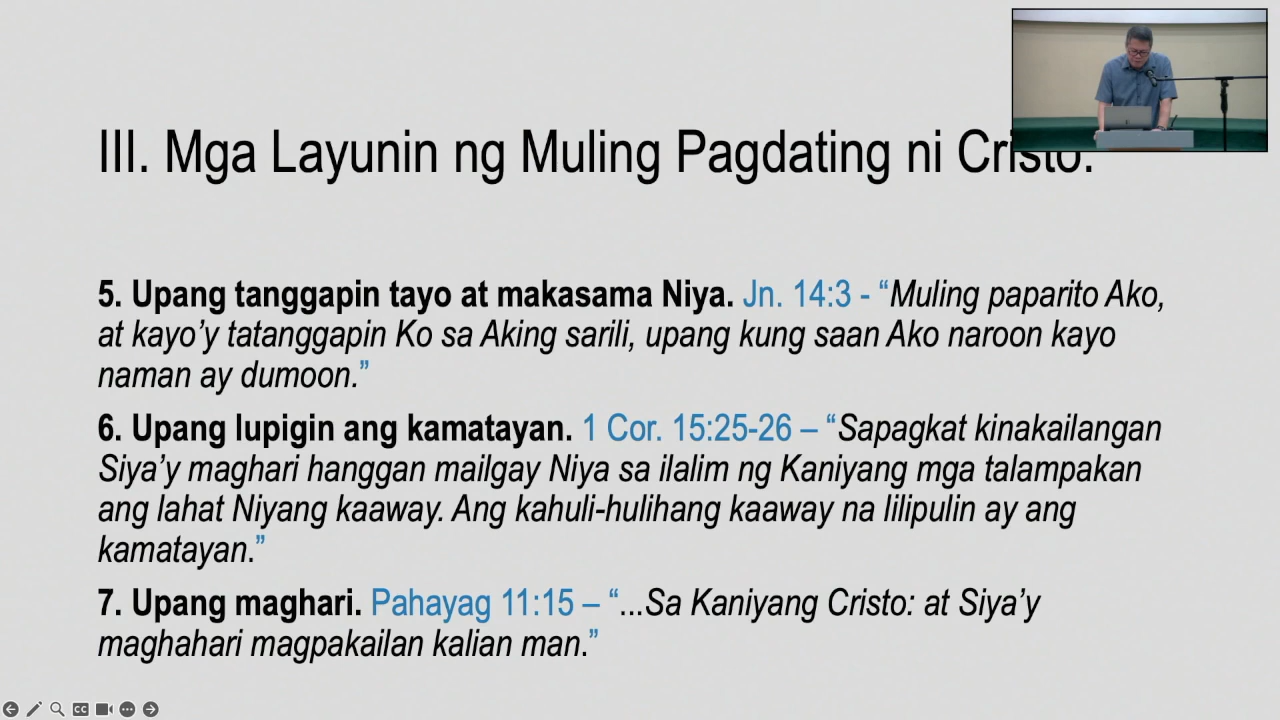 III. Mga Layunin ng Muling Pagdating ni Cristo.
5. Upang tanggapin tayo at makasama Niya. Jn. 14:3 - “Muling paparito Ako,
at kayo’y tatanggapin Ko sa Aking sarili, upang kung saan Ako naroon kayo
naman ay dumoon.”
6. Upang lupigin ang kamatayan. 1 Cor. 15:25-26 – “Sapagkat kinakailangan
Siya’y maghari hanggan mailgay Niya sa ilalim ng Kaniyang mga talampakan
ang lahat Niyang kaaway. Ang kahuli-hulihang kaaway na lilipulin ay ang
kamatayan.”
7. Upang maghari. Pahayag 11:15 – “...Sa Kaniyang Cristo: at Siya’y
maghahari magpakailan kalian man.”
CC